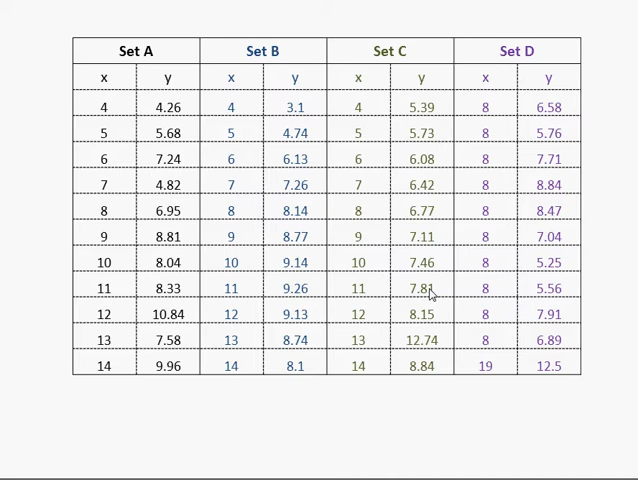 Set A Set B Set C Set D
x y x y x y x y
4 4.26 4 3.1 4 5.39 8 6.58
5 5.68 5 4.74 5 5.73 8 5.76
6 7.24 6 6.13 6 6.08 8 7.71
7 4.82 7 7.26 7 6.42 8 8.84
8 6.95 8 8.14 8 6.77 8 8.47
9 8.81 9 8.77 9 7.11 8 7.04
10 8.04 10 9.14 10 7.46 8 5.25
11 8.33 11 9.26 11 7.81 8 5.56
12 10.84 12 9.13 12 8.15 8 7.91
13 7.58 13 8.74 13 12.74 8 6.89
14 9.96 14 8.1 14 8.84 19 12.5